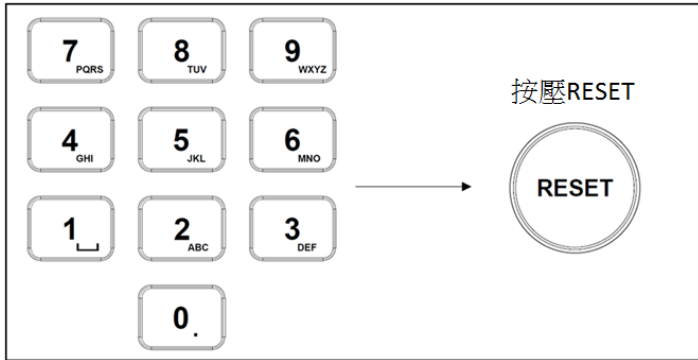 7 PQRS 8 TUV 9 WXYZ
按壓RESET
4 GHI 5 JKL 6 MNO
RESET
1 2 ABC 3 DEF
0 .